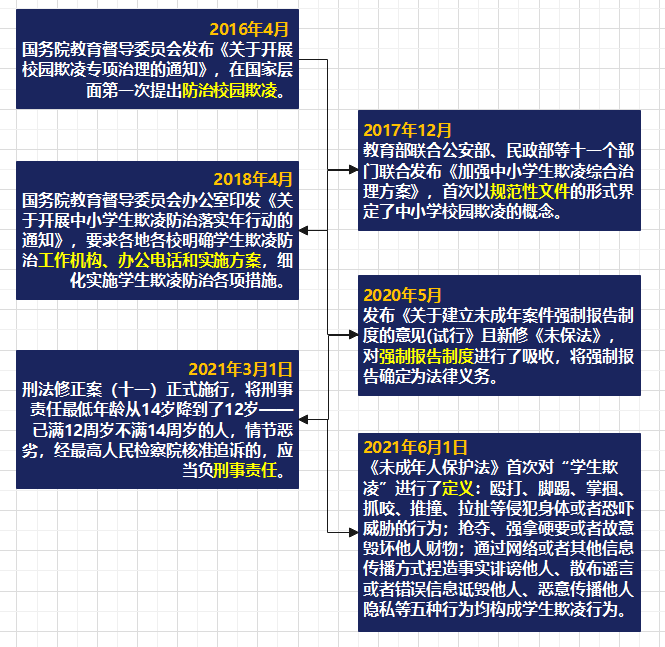 2016年4月
国务院教育督导委员会发布《关于开展
校园欺凌专项治理的通知》，在国家层
面第一次提出防治校园欺凌。
2017年12月
教育部联合公安部、民政部等十一个部
门联合发布《加强中小学生欺凌综合治
理方案》，首次以规范性文件的形式界
定了中小学校园欺凌的概念。
2018年4月
国务院教育督导委员会办公室印发《关
于开展中小学生欺凌防治落实年行动的
通知》，要求各地各校明确学生欺凌防
治工作机构、办公电话和实施方案，细
化实施学生欺凌防治各项措施。
2020年5月
发布《关于建立未成年案件强制报告制
度的意见(试行》且新修《未保法》，
对强制报告制度进行了吸收，将强制报
告确定为法律义务。
2021年3月1日
刑法修正案（十一）正式施行，将刑事
责任最低年龄从14岁降到了12岁——
已满12周岁不满14周岁的人，情节恶
劣，经最高人民检察院核准追诉的，应
当负刑事责任。
2021年6月1日
《未成年人保护法》首次对“学生欺
凌”进行了定义：殴打、脚踢、掌掴、
抓咬、推撞、拉扯等侵犯身体或者恐吓
威胁的行为；抢夺、强拿硬要或者故意
毁坏他人财物；通过网络或者其他信息
传播方式捏造事实诽谤他人、散布谣言
或者错误信息诋毁他人、恶意传播他人
隐私等五种行为均构成学生欺凌行为。